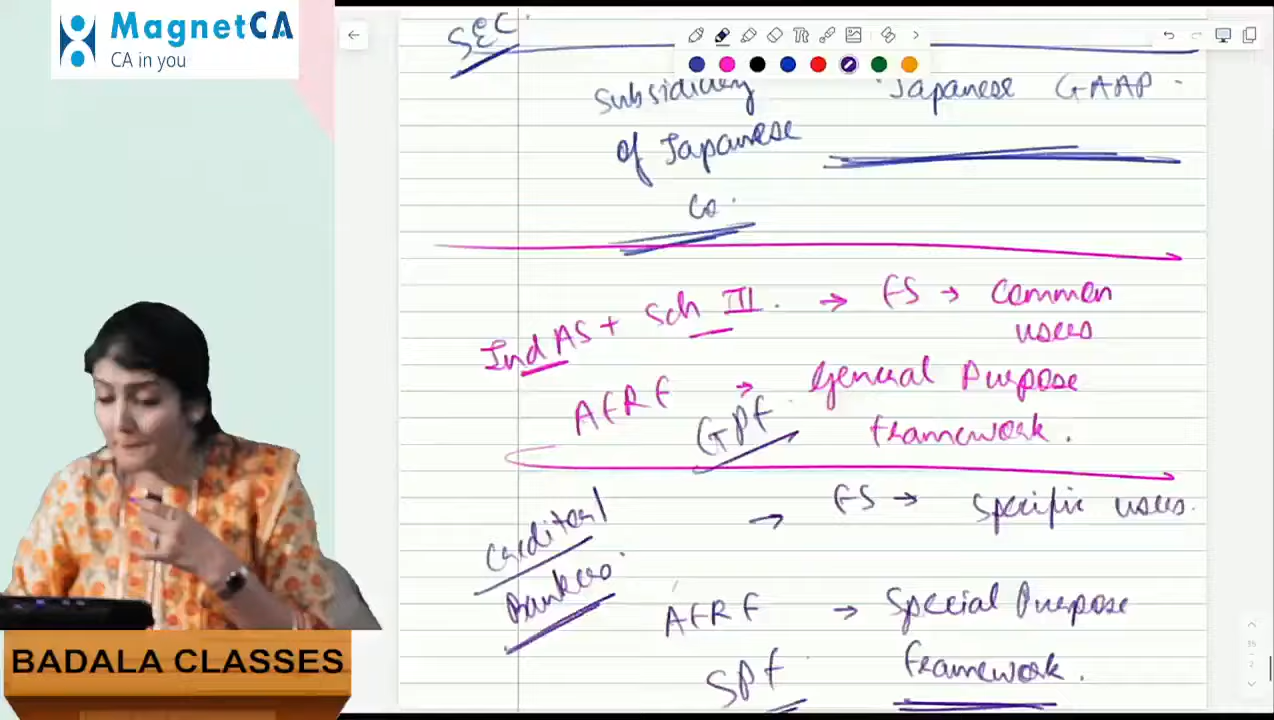 MagnetCA
CA in you
SEC
Subsidiary Japanese GAAP
of Japanese
Co.
Ind AS + Sch III. → FS → Common
users
AFRF → General Purpose
GPF framework.
Creditors/ → FS → Specific users.
Bankers.
AFRF → Special Purpose
SPF framework.
BADALA CLASSES